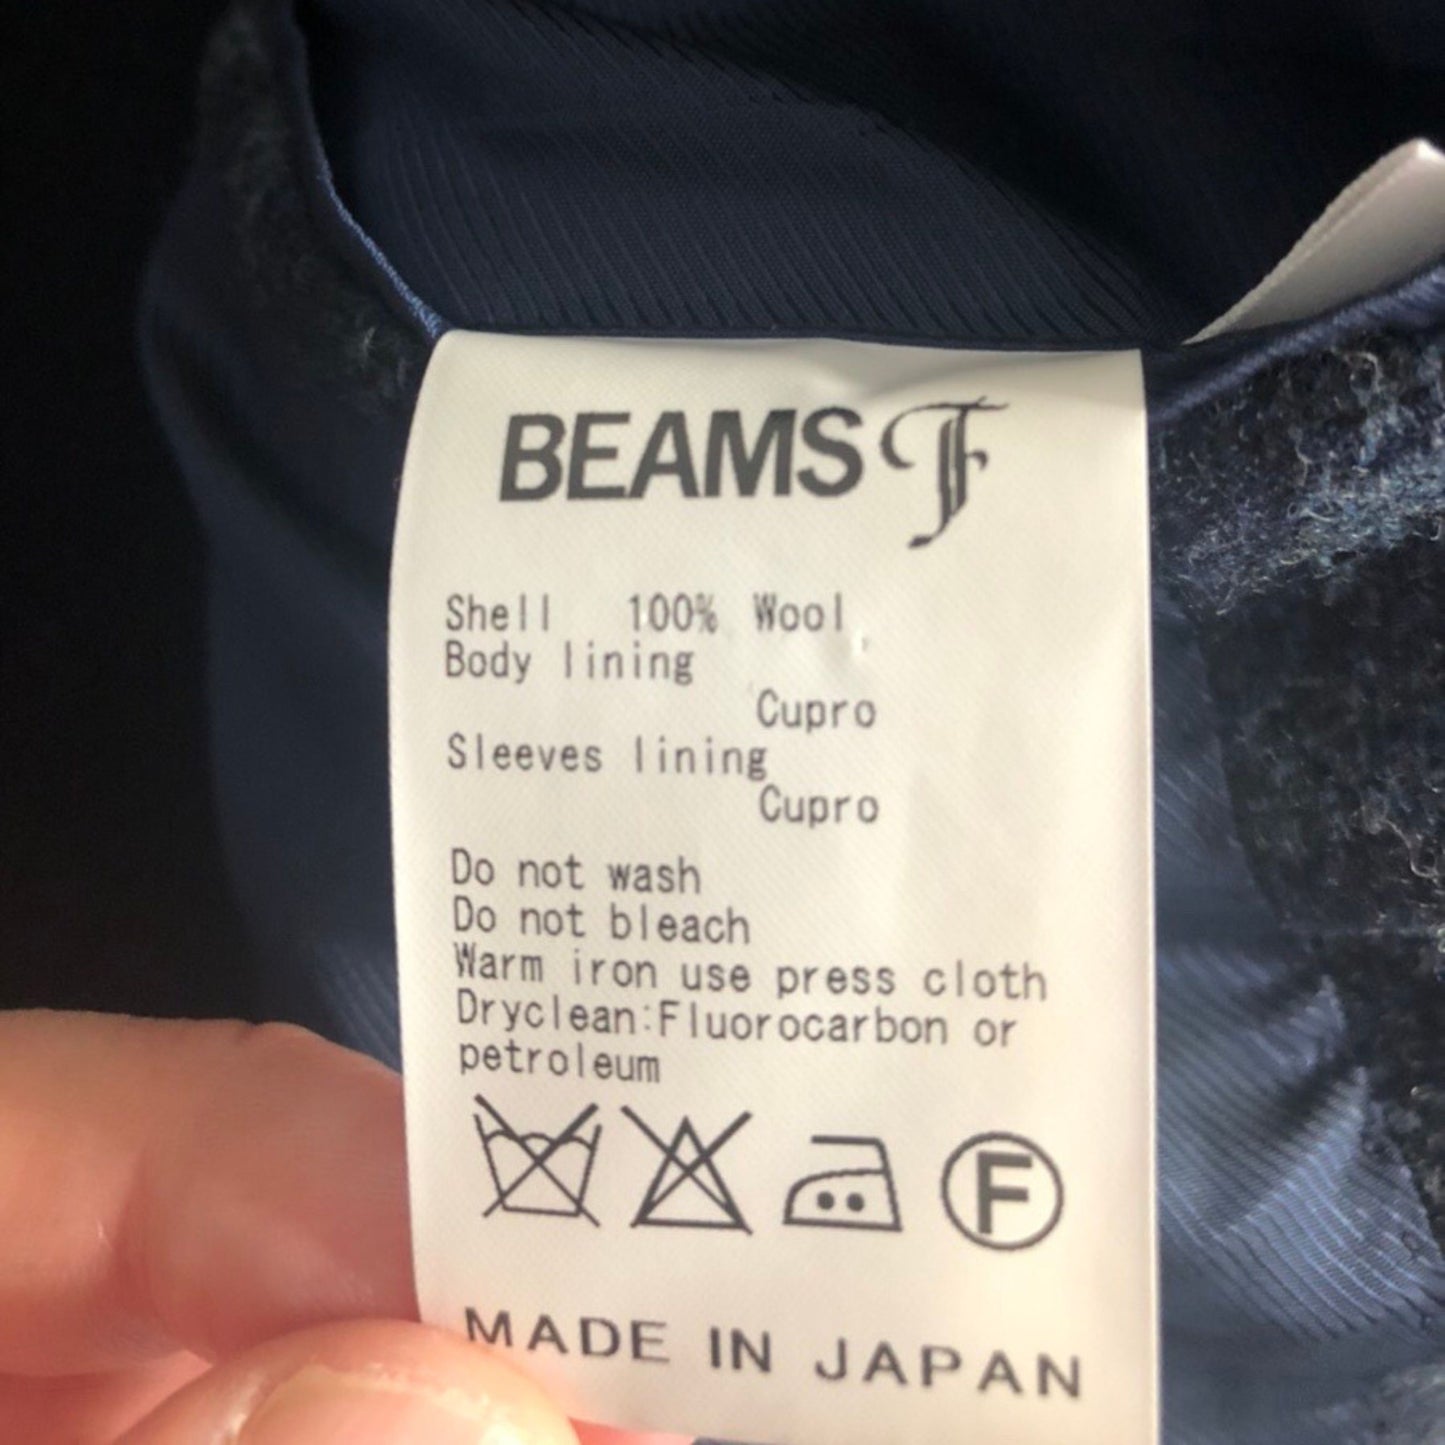 BEAMS F
Shell 100% Wool
Body lining
Cupro
Sleeves lining
Cupro
Do not wash
Do not bleach
Warm iron use press cloth
Dryclean:Fluorocarbon or
petroleum
F
MADE IN JAPAN